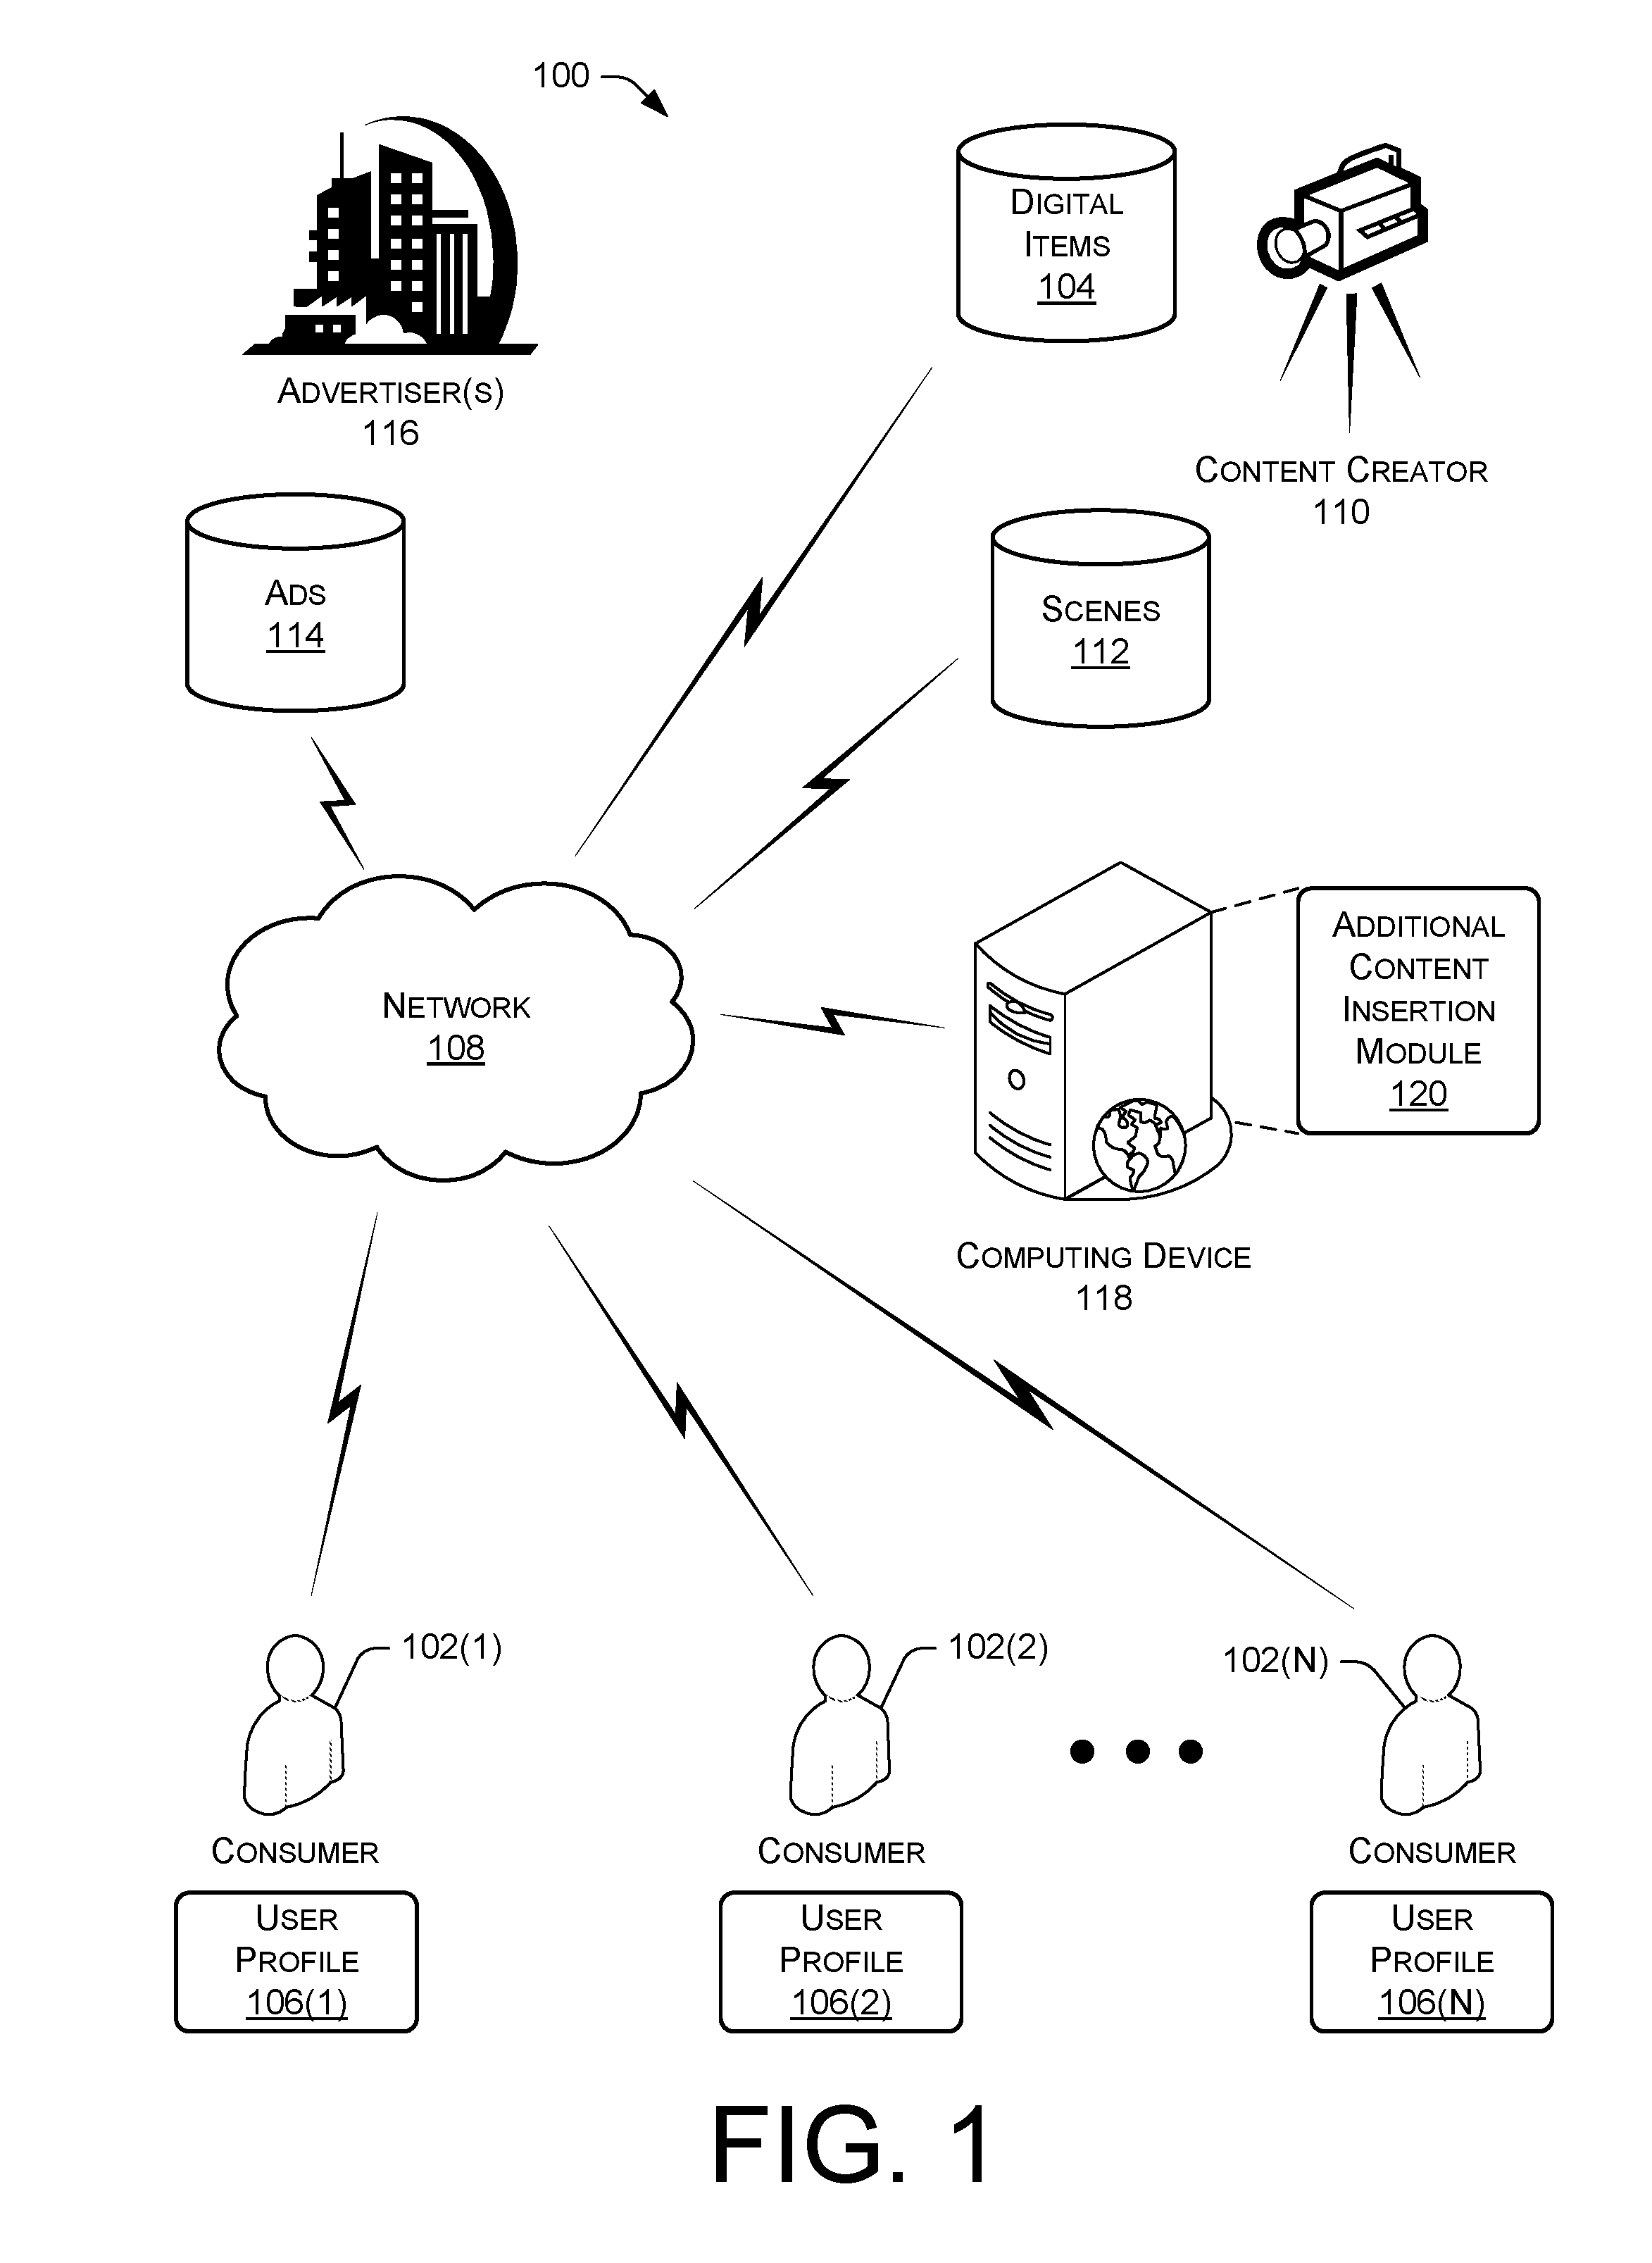 100
ADVERTISER(S)
116
DIGITAL
ITEMS
104
CONTENT CREATOR
110
ADS
114
SCENES
112
NETWORK
108
ADDITIONAL
CONTENT
INSERTION
MODULE
120
COMPUTING DEVICE
118
102(1)
CONSUMER
USER
PROFILE
106(1)
102(2)
CONSUMER
USER
PROFILE
106(2)
102(N)
CONSUMER
USER
PROFILE
106(N)
FIG. 1